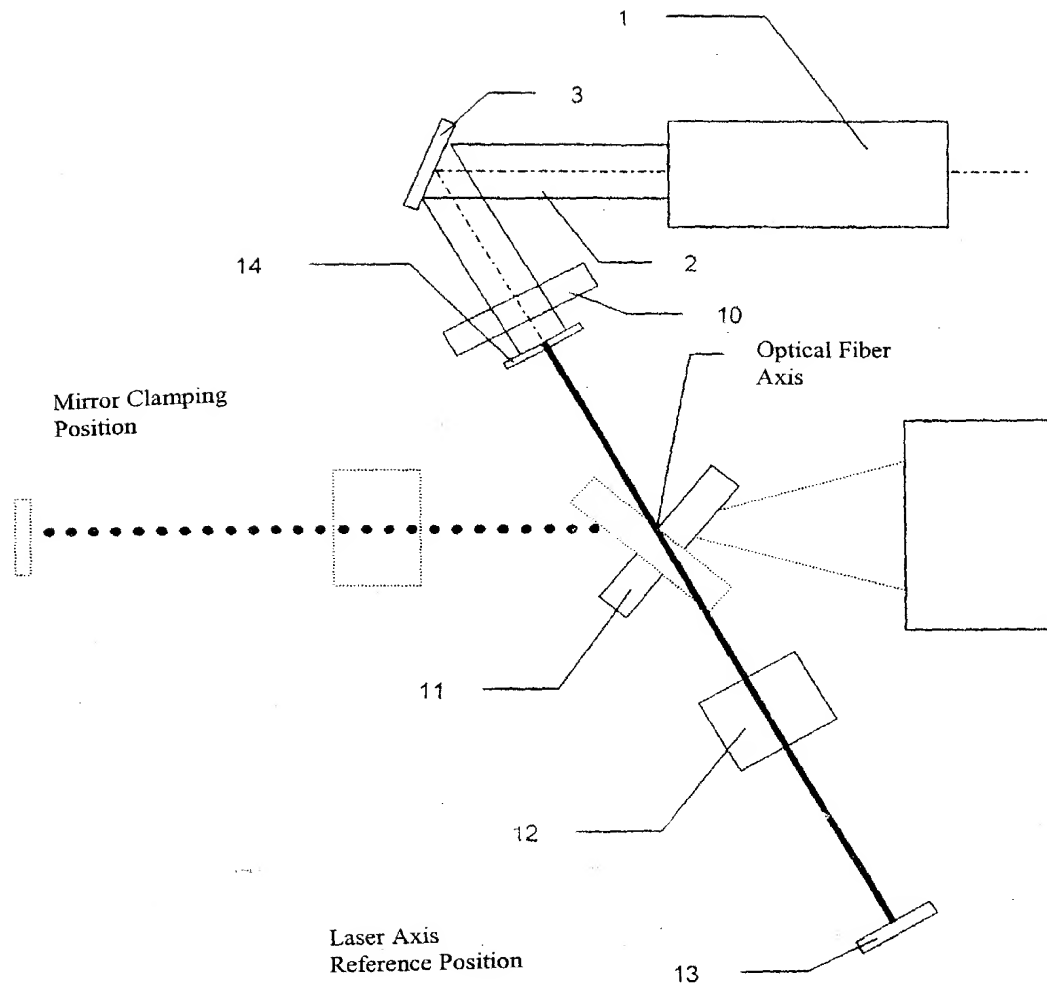 1
3
14
2
10
Optical Fiber
Axis
Mirror Clamping
Position
11
12
Laser Axis
Reference Position
13